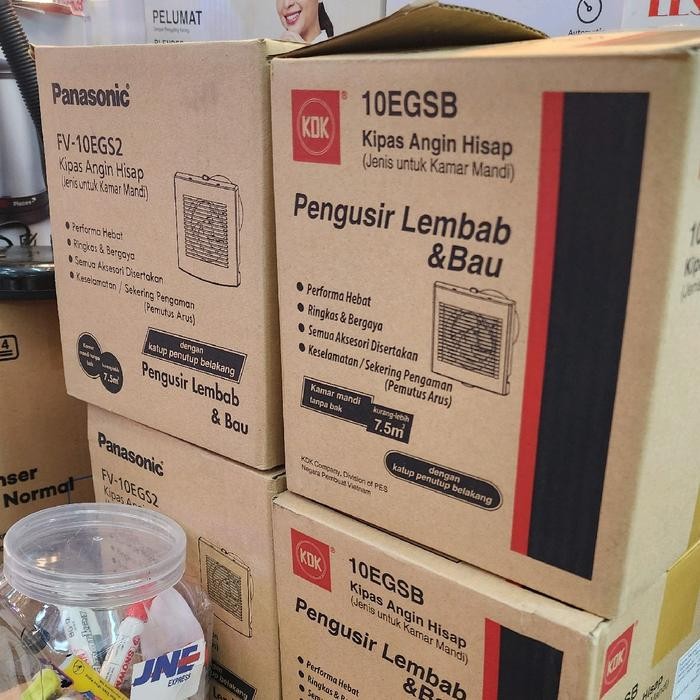 PELUMAT
Panasonic
FV-10EGS2
Kipas Angin Hisap
(Jenis untuk Kamar Mandi)
• Performa Hebat
• Ringkas & Bergaya
• Semua Aksesori Disertakan
• Keselamatan / Sekering Pengaman
(Pemutus Arus)
7.5m²
dengan
katup penutup belakang
Pengusir Lembab
& Bau
KDK
10EGSB
Kipas Angin Hisap
(Jenis untuk Kamar Mandi)
Pengusir Lembab
&Bau
• Performa Hebat
• Ringkas & Bergaya
• Semua Aksesori Disertakan
• Keselamatan / Sekering Pengaman
(Pemutus Arus)
Kamar mandi
tanpa bak
kurang-lebih
7.5m²
KDK Company, Division of PES
Negara Pembuat Vietnam
dengan
katup penutup belakang
Panasonic
FV-10EGS2
KDK
10EGSB
Kipas Angin Hisap
(Jenis untuk Kamar Mandi)
Pengusir Lembab
&Bau
• Performa Hebat
KDK
Normal
JNE
EXPRESS